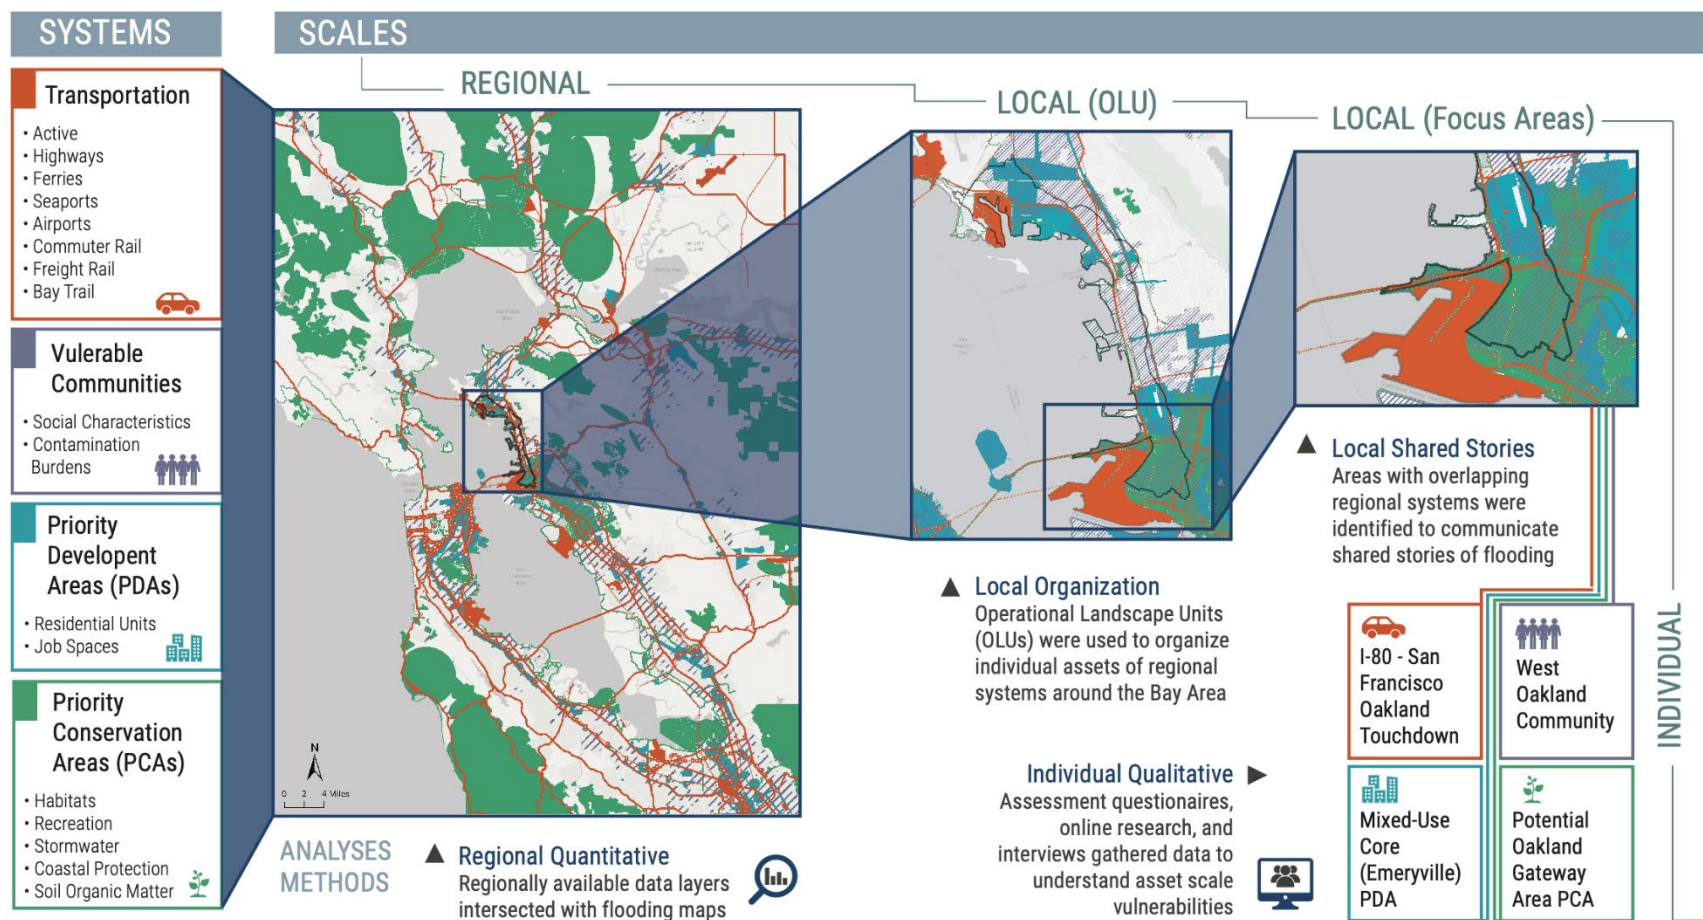 SYSTEMS
Transportation
• Active
• Highways
• Ferries
• Seaports
• Airports
• Commuter Rail
• Freight Rail
• Bay Trail
Vulerable
Communities
• Social Characteristics
• Contamination
Burdens
Priority
Developent
Areas (PDAs)
• Residential Units
• Job Spaces
Priority
Conservation
Areas (PCAs)
• Habitats
• Recreation
• Stormwater
• Coastal Protection
• Soil Organic Matter
SCALES
REGIONAL
LOCAL (OLU)
LOCAL (Focus Areas)
INDIVIDUAL
N
0 2 4 Miles
ANALYSES
METHODS
▲ Regional Quantitative
Regionally available data layers
intersected with flooding maps
▲ Local Organization
Operational Landscape Units
(OLUs) were used to organize
individual assets of regional
systems around the Bay Area
Individual Qualitative ►
Assessment questionaires,
online research, and
interviews gathered data to
understand asset scale
vulnerabilities
▲ Local Shared Stories
Areas with overlapping
regional systems were
identified to communicate
shared stories of flooding
I-80 - San
Francisco
Oakland
Touchdown
West
Oakland
Community
Mixed-Use
Core
(Emeryville)
PDA
Potential
Oakland
Gateway
Area PCA